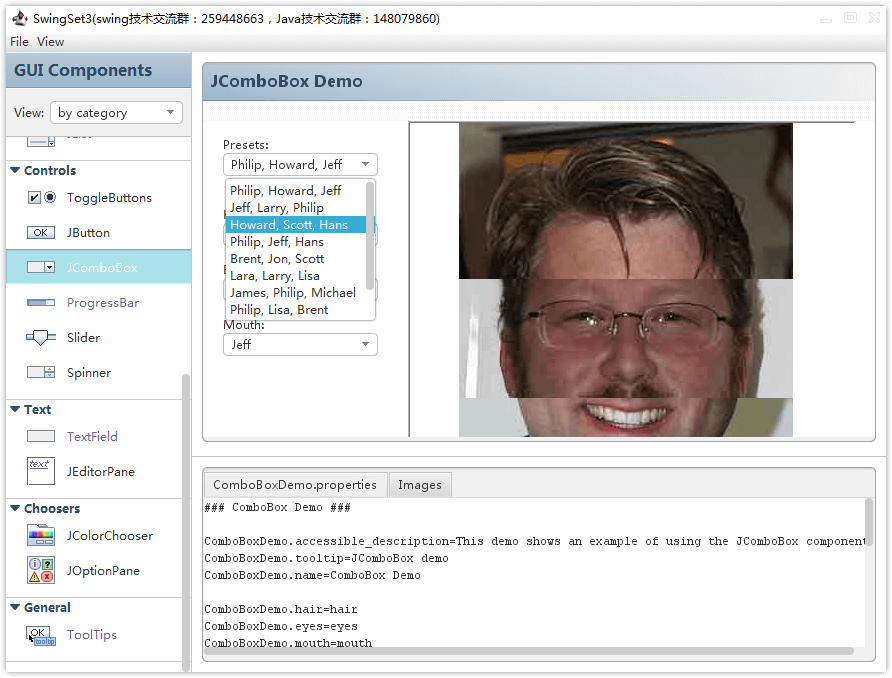 SwingSet3(swing技术交流群：259448663，Java技术交流群：148079860)
File View
GUI Components
View: by category
Controls
ToggleButtons
OK JButton
JComboBox
ProgressBar
Slider
Spinner
Text
TextField
text JEditorPane
Choosers
JColorChooser
JOptionPane
General
OK tooltip ToolTips
JComboBox Demo
Presets:
Philip, Howard, Jeff
Philip, Howard, Jeff
Jeff, Larry, Philip
Howard, Scott, Hans
Philip, Jeff, Hans
Brent, Jon, Scott
Lara, Larry, Lisa
James, Philip, Michael
Philip, Lisa, Brent
Mouth:
Jeff
ComboBoxDemo.properties Images
### ComboBox Demo ###
ComboBoxDemo.accessible_description=This demo shows an example of using the JComboBox component
ComboBoxDemo.tooltip=JComboBox demo
ComboBoxDemo.name=ComboBox Demo
ComboBoxDemo.hair=hair
ComboBoxDemo.eyes=eyes
ComboBoxDemo.mouth=mouth